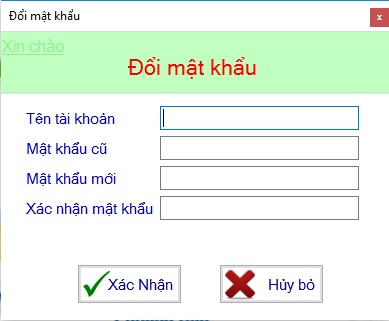 Đổi mật khẩu
x
Xin chào
Đổi mật khẩu
Tên tài khoản
Mật khẩu cũ
Mật khẩu mới
Xác nhận mật khẩu
Xác Nhận Hủy bỏ